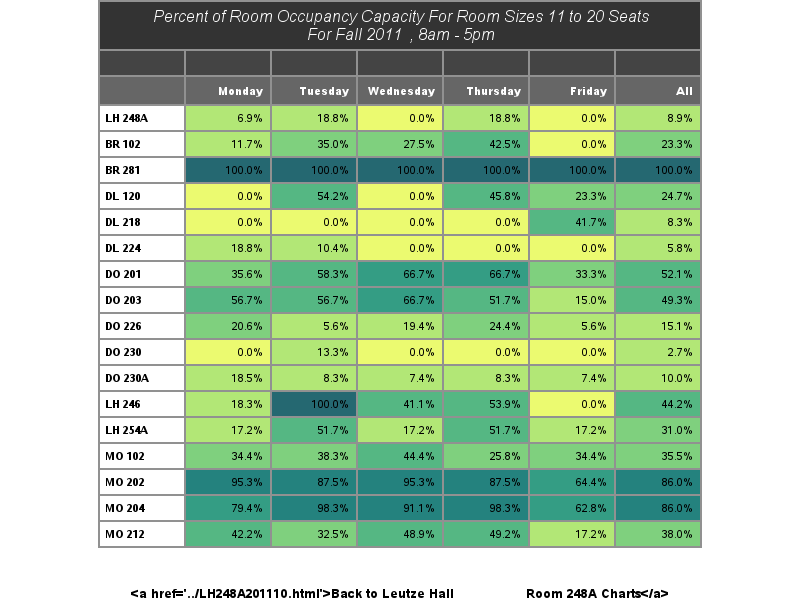 Percent of Room Occupancy Capacity For Room Sizes 11 to 20 Seats
For Fall 2011 , 8am - 5pm
Monday Tuesday Wednesday Thursday Friday All
LH 248A 6.9% 18.8% 0.0% 18.8% 0.0% 8.9%
BR 102 11.7% 35.0% 27.5% 42.5% 0.0% 23.3%
BR 281 100.0% 100.0% 100.0% 100.0% 100.0% 100.0%
DL 120 0.0% 54.2% 0.0% 45.8% 23.3% 24.7%
DL 218 0.0% 0.0% 0.0% 0.0% 41.7% 8.3%
DL 224 18.8% 10.4% 0.0% 0.0% 0.0% 5.8%
DO 201 35.6% 58.3% 66.7% 66.7% 33.3% 52.1%
DO 203 56.7% 56.7% 66.7% 51.7% 15.0% 49.3%
DO 226 20.6% 5.6% 19.4% 24.4% 5.6% 15.1%
DO 230 0.0% 13.3% 0.0% 0.0% 0.0% 2.7%
DO 230A 18.5% 8.3% 7.4% 8.3% 7.4% 10.0%
LH 246 18.3% 100.0% 41.1% 53.9% 0.0% 44.2%
LH 254A 17.2% 51.7% 17.2% 51.7% 17.2% 31.0%
MO 102 34.4% 38.3% 44.4% 25.8% 34.4% 35.5%
MO 202 95.3% 87.5% 95.3% 87.5% 64.4% 86.0%
MO 204 79.4% 98.3% 91.1% 98.3% 62.8% 86.0%
MO 212 42.2% 32.5% 48.9% 49.2% 17.2% 38.0%
<a href='../LH248A201110.html'>Back to Leutze Hall Room 248A Charts</a>